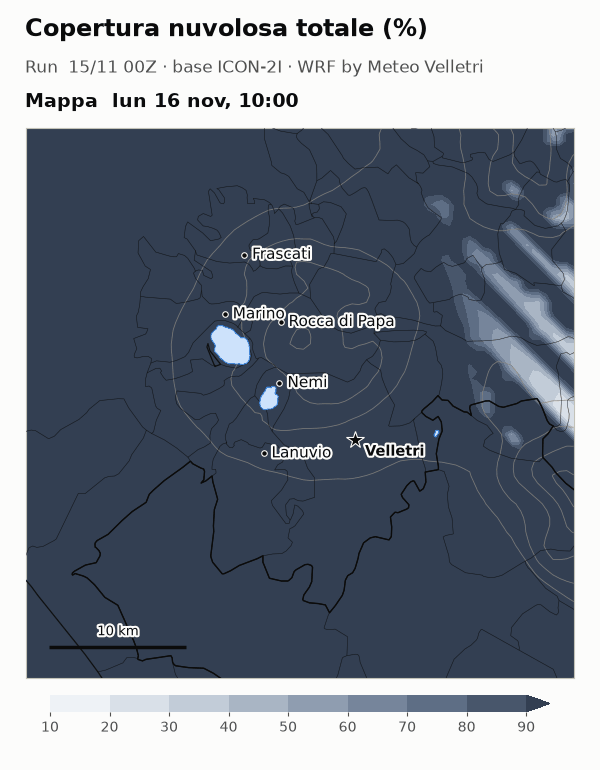 Copertura nuvolosa totale (%)
Run  15/11 00Z · base ICON-2I · WRF by Meteo Velletri
Mappa  lun 16 nov, 10:00
Frascati
Marino
Rocca di Papa
Nemi
Velletri
Lanuvio
10 km
10 20 30 40 50 60 70 80 90